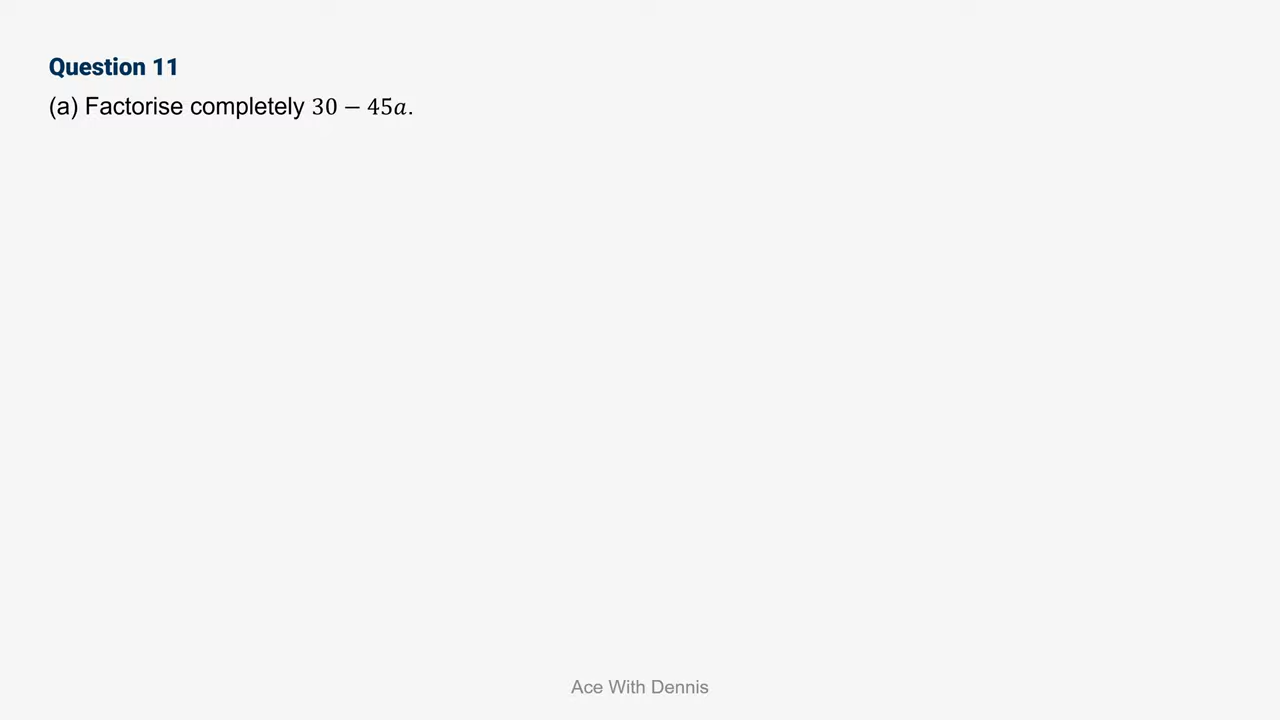 Question 11
(a) Factorise completely 30 − 45a.
Ace With Dennis